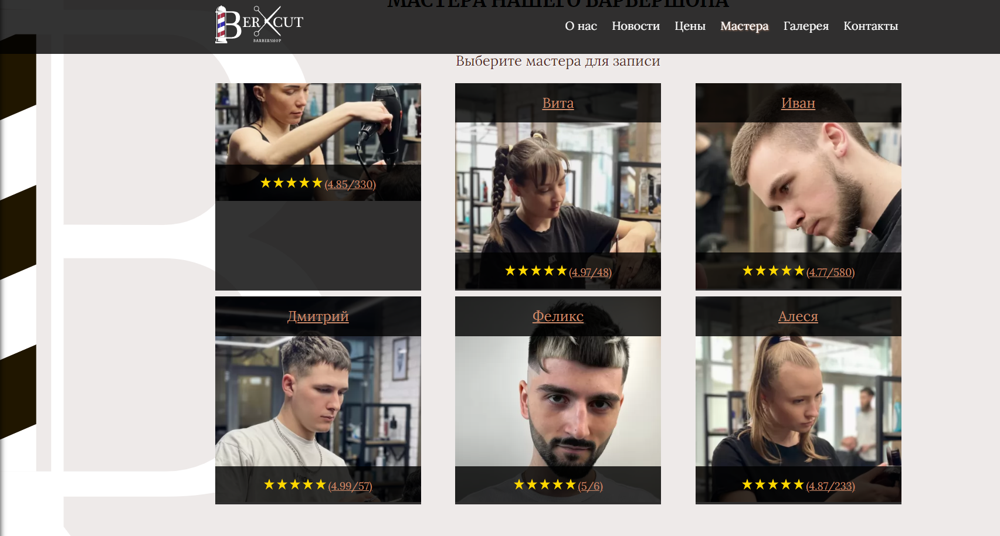 МАСТЕРА НАШЕГО БАРБЕРШОПА
BERCUT
BARBERSHOP
О нас Новости Цены Мастера Галерея Контакты
Выберите мастера для записи
Вита
Иван
★★★★★(4.85/330)
★★★★★(4.97/48)
★★★★★(4.77/580)
Дмитрий
Феликс
Алеся
★★★★★(4.99/57)
★★★★★(5/6)
★★★★★(4.87/233)